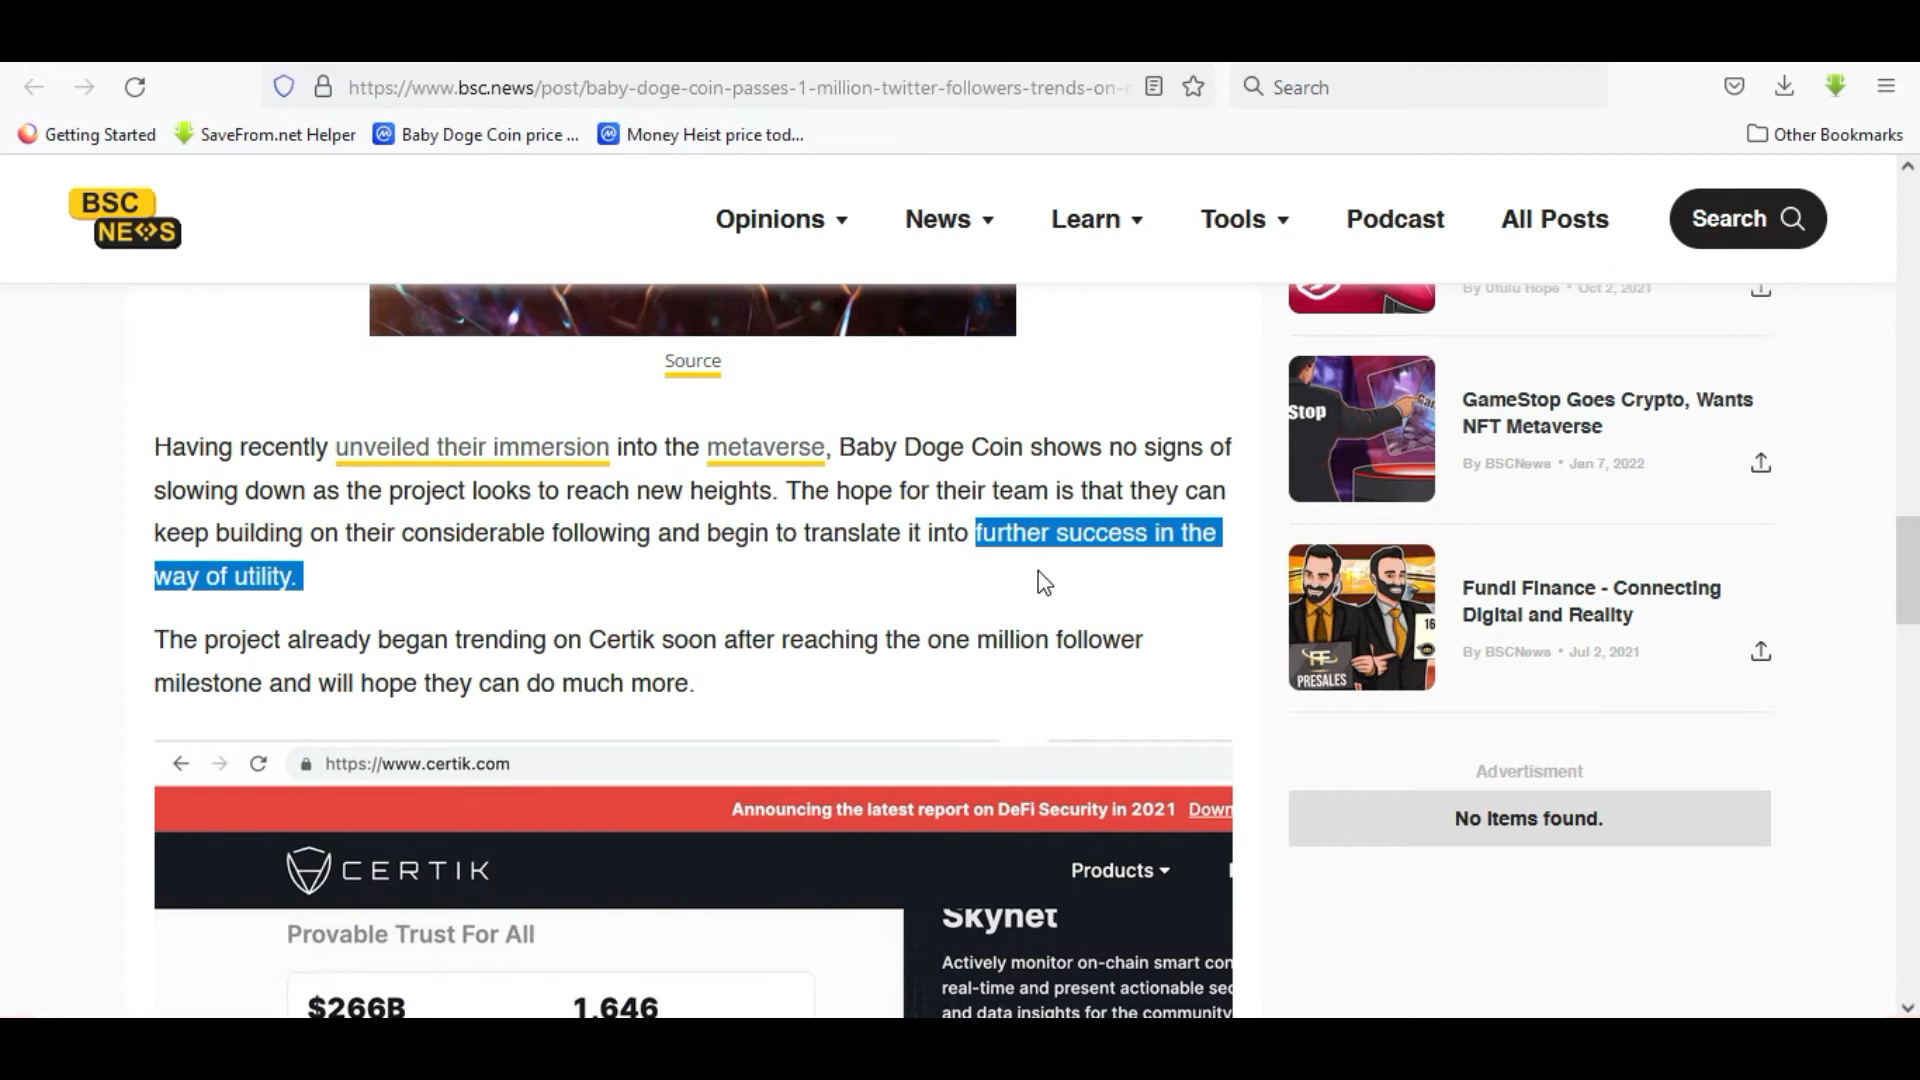 https://www.bsc.news/post/baby-doge-coin-passes-1-million-twitter-followers-trends-on-
Search
Getting Started
SaveFrom.net Helper
Baby Doge Coin price ...
Money Heist price tod...
Other Bookmarks
BSC
NEWS
Opinions
News
Learn
Tools
Podcast
All Posts
Search
By Utulu Hope • Oct 2, 2021
Source
Having recently unveiled their immersion into the metaverse, Baby Doge Coin shows no signs of
slowing down as the project looks to reach new heights. The hope for their team is that they can
keep building on their considerable following and begin to translate it into further success in the
way of utility.
The project already began trending on Certik soon after reaching the one million follower
milestone and will hope they can do much more.
Stop
GameStop Goes Crypto, Wants
NFT Metaverse
By BSCNews • Jan 7, 2022
16
FF
PRESALES
Fundi Finance - Connecting
Digital and Reality
By BSCNews • Jul 2, 2021
Advertisment
No items found.
https://www.certik.com
Announcing the latest report on DeFi Security in 2021 Down
CERTIK
Products
Provable Trust For All
$266B
1,646
Skynet
Actively monitor on-chain smart con
real-time and present actionable sec
and data insights for the community